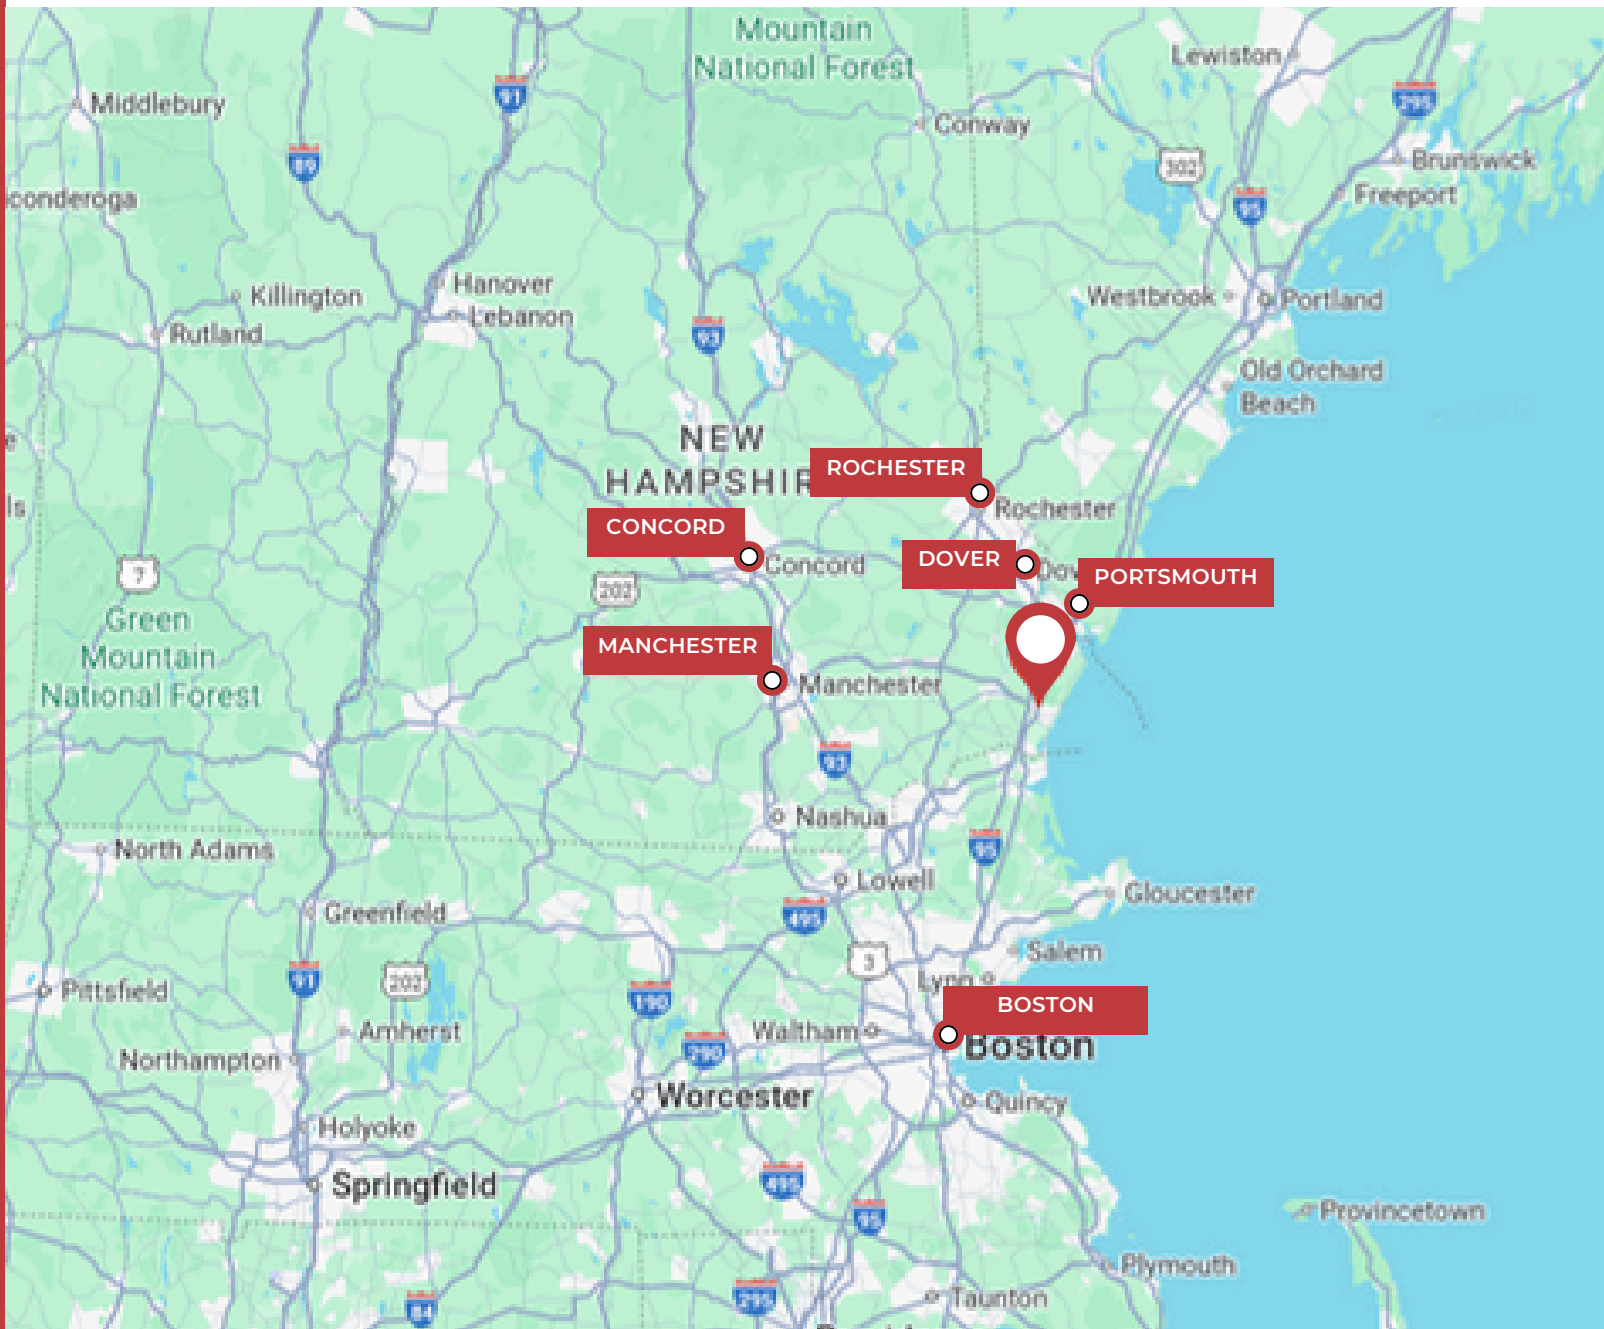 Mountain
National Forest
Lewiston
91
295
Middlebury
Conway
89
302
Brunswick
conderoga
Freeport
95
Hanover
Killington
Lebanon
Westbrook
Portland
Rutland
93
Old Orchard
Beach
NEW
HAMPSHIR
ROCHESTER
ls
Rochester
CONCORD
Concord
DOVER
Dov
PORTSMOUTH
7
202
Green
Mountain
National Forest
MANCHESTER
Manchester
93
Nashua
95
North Adams
Lowell
Gloucester
Greenfield
495
Salem
3
91
202
Lynn
Pittsfield
190
BOSTON
Amherst
Waltham
Boston
290
Northampton
Worcester
Quincy
Holyoke
Springfield
495
95
Provincetown
Plymouth
295
Taunton
84